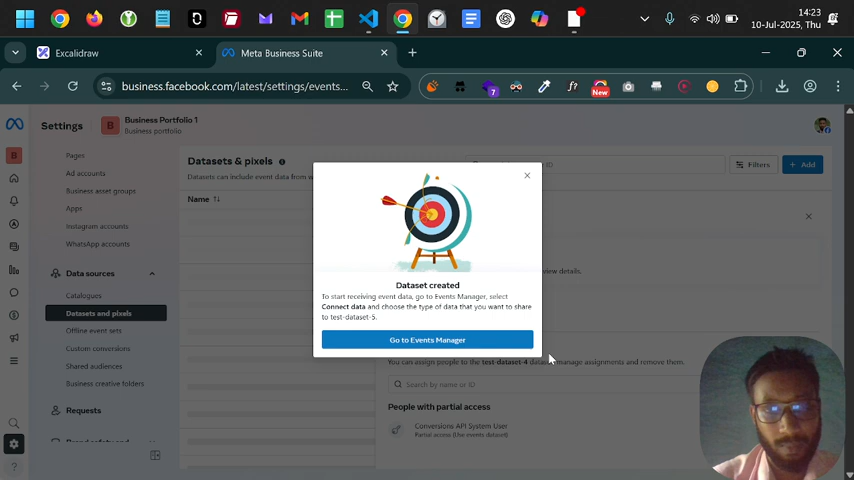 14:23
10-Jul-2025, Thu
Excalidraw
Meta Business Suite
business.facebook.com/latest/settings/events...
7
New
Settings
B
Business Portfolio 1
Business portfolio
B
Pages
Ad accounts
Business asset groups
Apps
Instagram accounts
WhatsApp accounts
Data sources
Catalogues
Datasets and pixels
Offline event sets
Custom conversions
Shared audiences
Business creative folders
Requests
Datasets & pixels
Datasets can include event data from
ID
Filters
+ Add
Name
view details.
Dataset created
To start receiving event data, go to Events Manager, select
Connect data and choose the type of data that you want to share
to test-dataset-5.
Go to Events Manager
You can assign people to the test-dataset-4 dataset, manage assignments and remove them.
Search by name or ID
People with partial access
Conversions API System User
Partial access (Use events dataset)